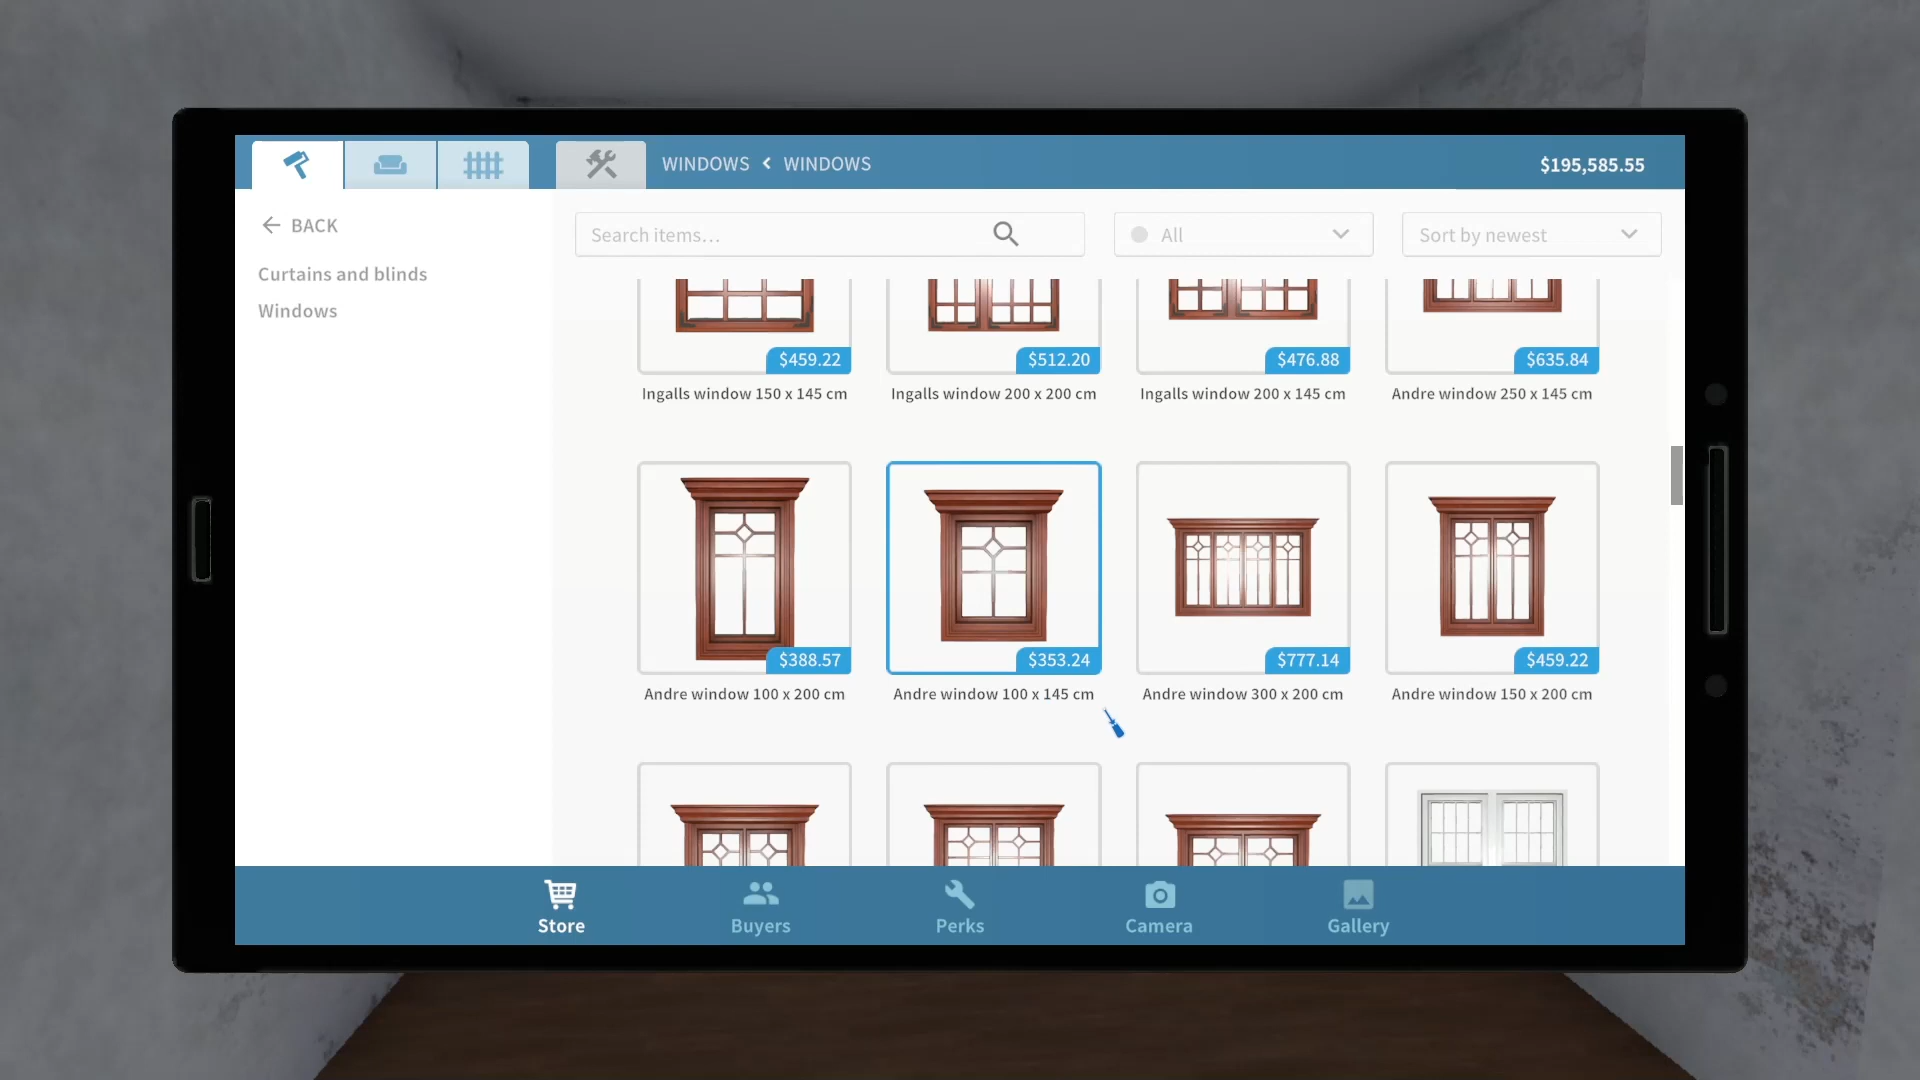 WINDOWS < WINDOWS
$195,585.55
BACK
Curtains and blinds
Windows
Search items...
All
Sort by newest
$459.22
$512.20
$476.88
$635.84
Ingalls window 150 x 145 cm
Ingalls window 200 x 200 cm
Ingalls window 200 x 145 cm
Andre window 250 x 145 cm
$388.57
$353.24
$777.14
$459.22
Andre window 100 x 200 cm
Andre window 100 x 145 cm
Andre window 300 x 200 cm
Andre window 150 x 200 cm
Store
Buyers
Perks
Camera
Gallery